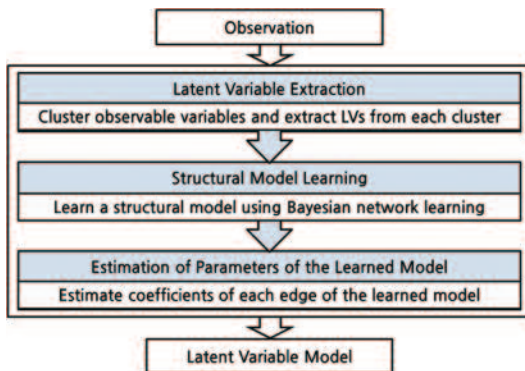 Observation
Latent Variable Extraction
Cluster observable variables and extract LVs from each cluster
Structural Model Learning
Learn a structural model using Bayesian network learning
Estimation of Parameters of the Learned Model
Estimate coefficients of each edge of the learned model
Latent Variable Model